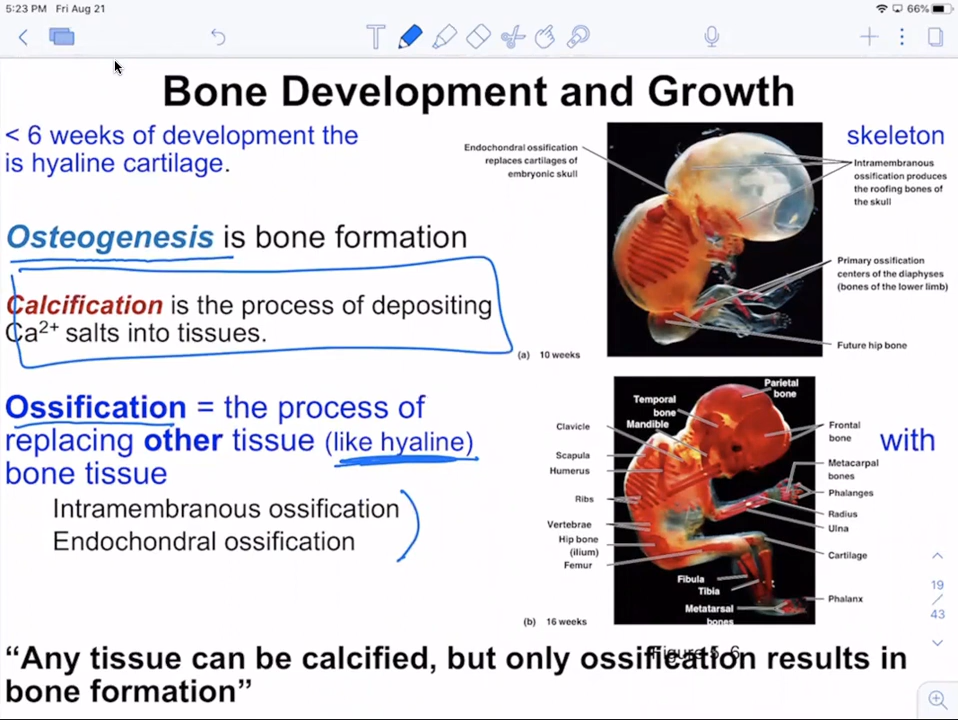 5:23 PM Fri Aug 21
66%
Bone Development and Growth
< 6 weeks of development the skeleton
is hyaline cartilage.
Osteogenesis is bone formation
Calcification is the process of depositing
Ca2+ salts into tissues.
Ossification = the process of
replacing other tissue (like hyaline) with
bone tissue
Intramembranous ossification
Endochondral ossification
Endochondral ossification
replaces cartilages of
embryonic skull
Intramembranous
ossification produces
the roofing bones of
the skull
Primary ossification
centers of the diaphyses
(bones of the lower limb)
Future hip bone
(a) 10 weeks
Parietal
bone
Temporal
bone
Mandible
Clavicle
Scapula
Humerus
Ribs
Vertebrae
Hip bone
(ilium)
Femur
Frontal
bone
Metacarpal
bones
Phalanges
Radius
Ulna
Cartilage
Phalanx
Fibula
Tibia
Metatarsal
bones
(b) 16 weeks
19
/
43
Figure 5. 6
“Any tissue can be calcified, but only ossification results in
bone formation”